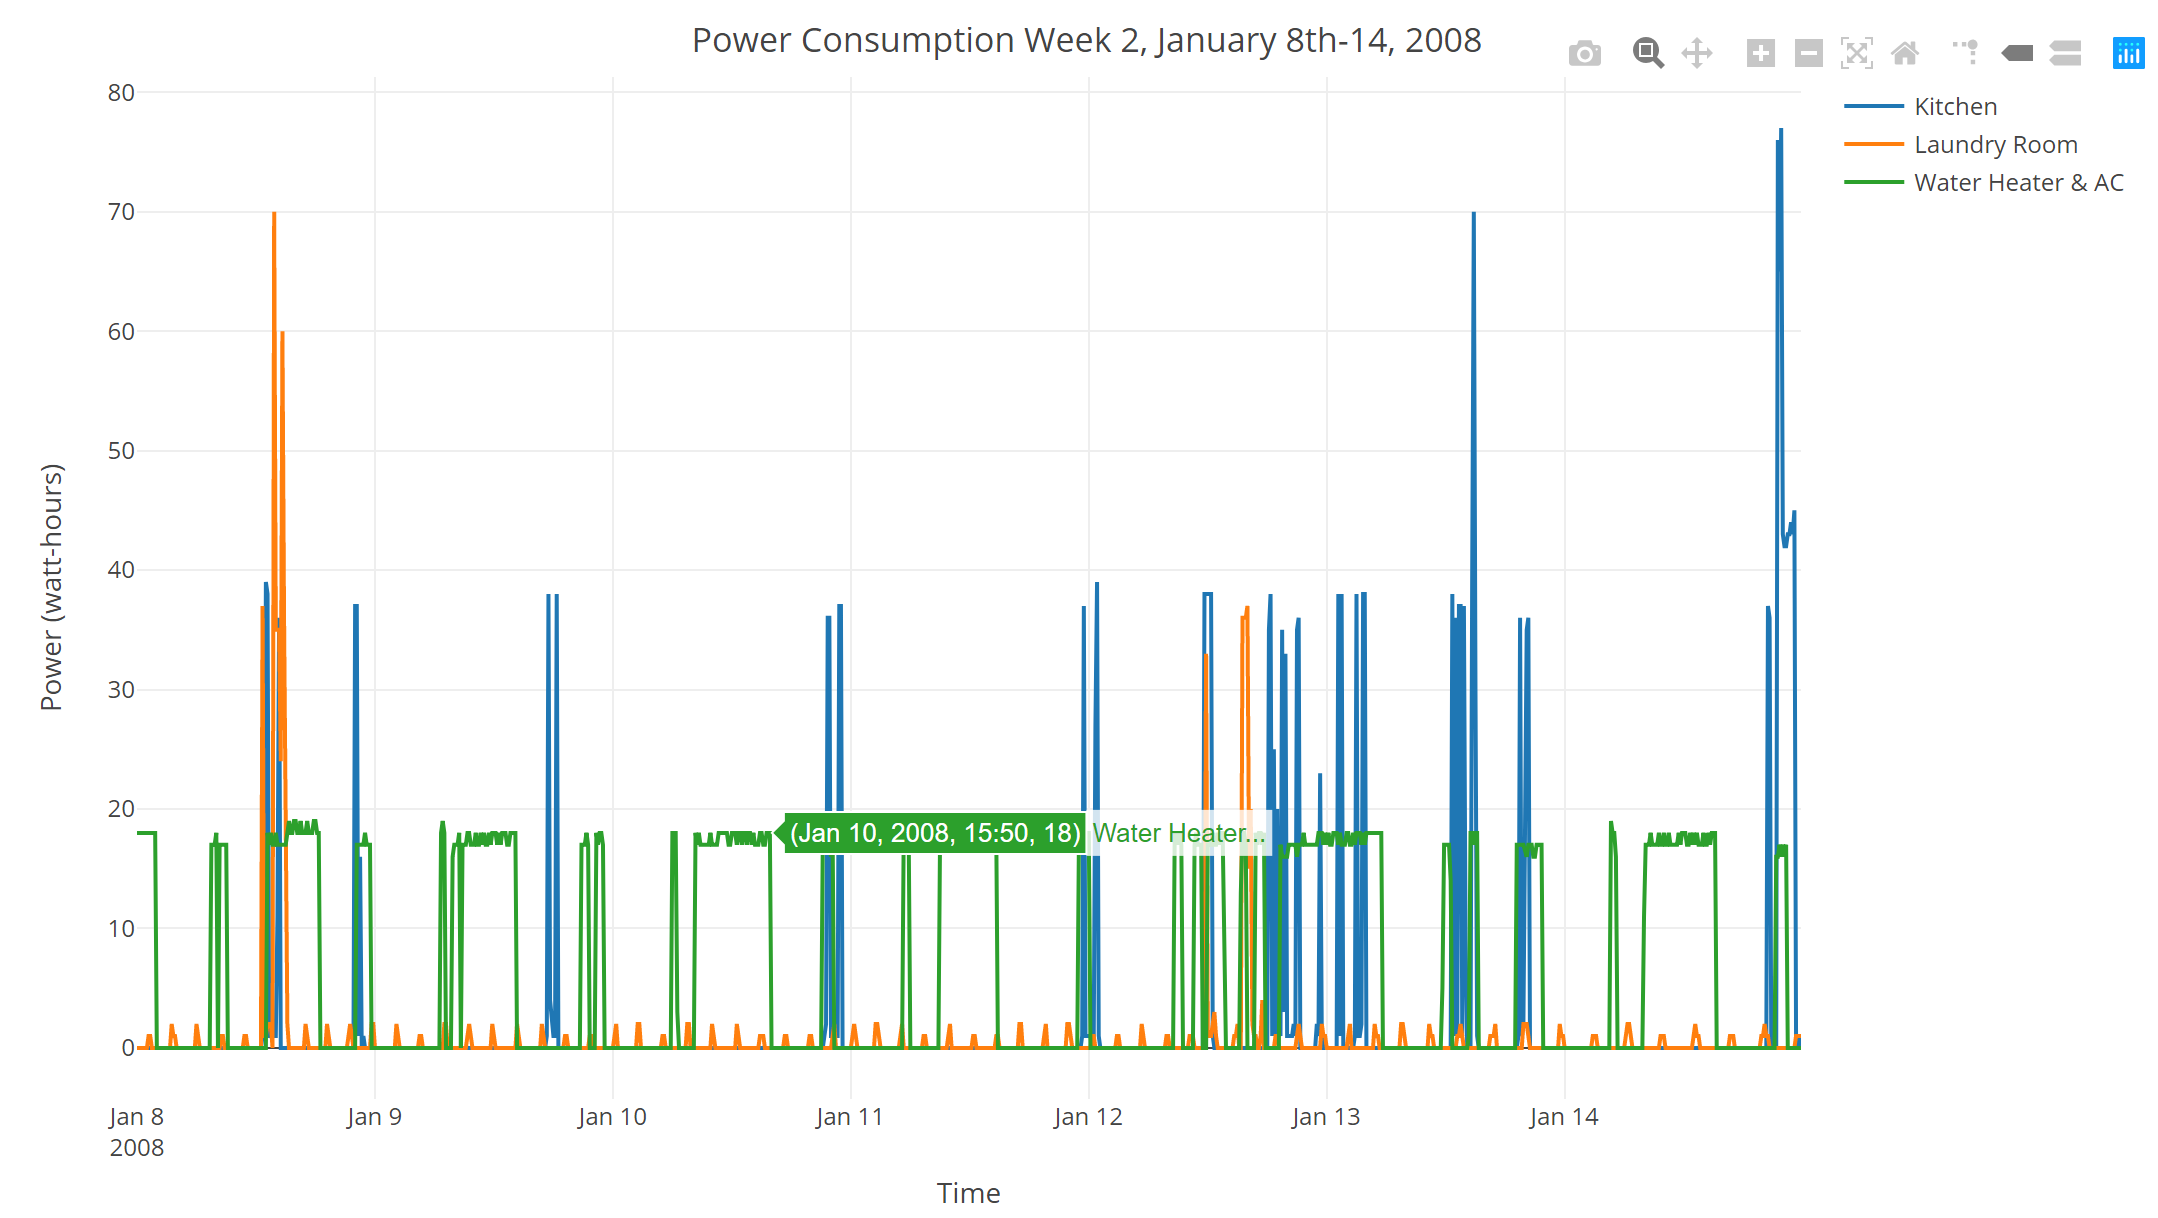 Power Consumption Week 2, January 8th-14, 2008
Kitchen
Laundry Room
Water Heater & AC
80
70
60
50
40
30
20
10
0
Power (watt-hours)
(Jan 10, 2008, 15:50, 18) Water Heater...
Jan 8
2008
Jan 9
Jan 10
Jan 11
Jan 12
Jan 13
Jan 14
Time